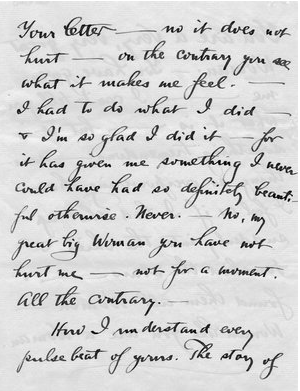 Your letter — no it does not
hurt — on the contrary you see
what it makes me feel. —
I had to do what I did —
& I'm so glad I did it — for
it has given me something I never
could have had so definitely beauti-
ful otherwise. Never. — No, my
great big Woman you have not
hurt me — not for a moment.
All the contrary. —
How I understand every
pulse beat of yours. The story of